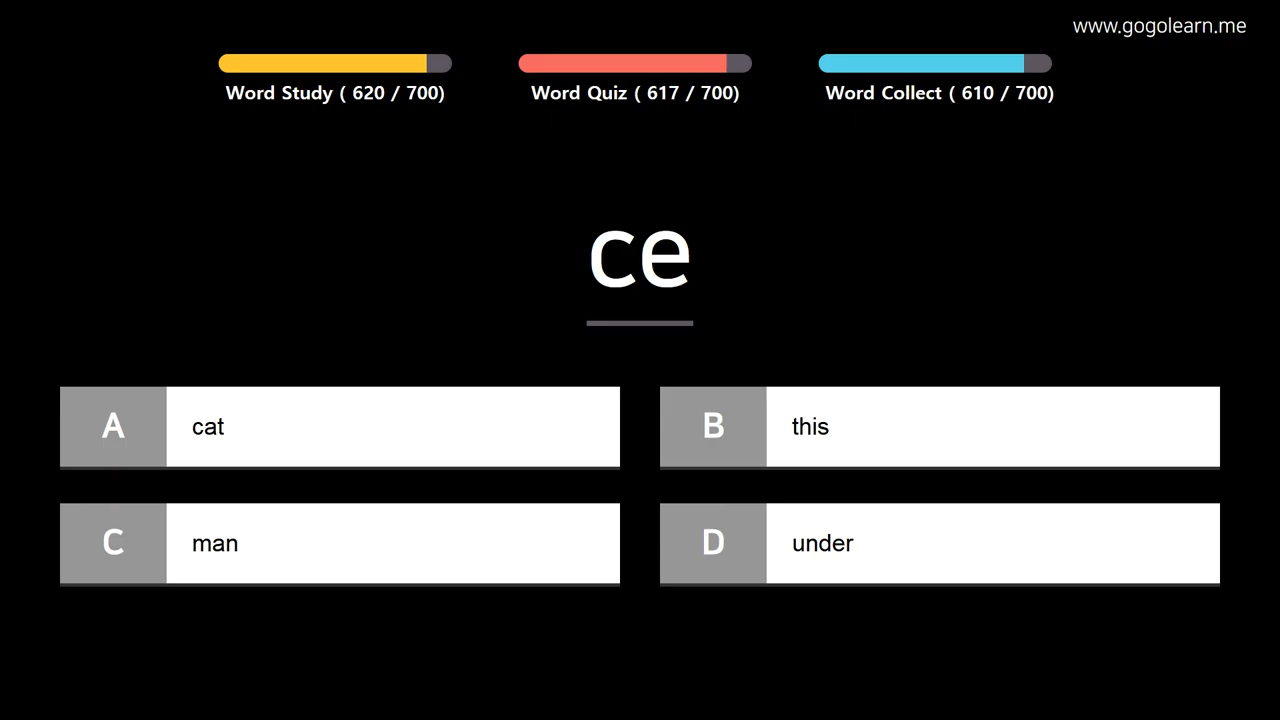 www.gogolearn.me
Word Study ( 620 / 700)
Word Quiz ( 617 / 700)
Word Collect ( 610 / 700)
ce
A cat
B this
C man
D under